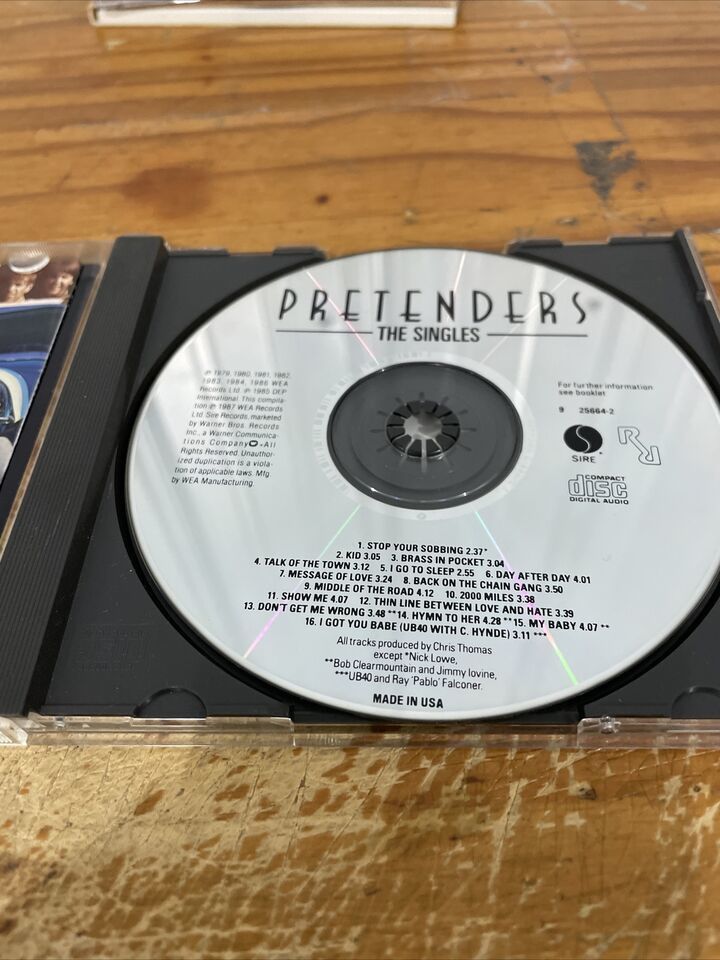 PRETENDERS
THE SINGLES
℗ 1979, 1980, 1981, 1982,
1983, 1984, 1986 WEA
Records Ltd. ℗ 1985 DEP
International This compila-
tion ℗ 1987 WEA Records
Ltd. Sire Records, marketed
by Warner Bros. Records
Inc., a Warner Communica-
tions Company All
Rights Reserved. Unauthor-
ized duplication is a viola-
tion of applicable laws. Mfg.
by WEA Manufacturing.
For further information
see booklet
9 25664-2
SIRE
COMPACT
disc
DIGITAL AUDIO
1. STOP YOUR SOBBING 2.37*
2. KID 3.05 3. BRASS IN POCKET 3.04
4. TALK OF THE TOWN 3.12 5. I GO TO SLEEP 2.55 6. DAY AFTER DAY 4.01
7. MESSAGE OF LOVE 3.24 8. BACK ON THE CHAIN GANG 3.50
9. MIDDLE OF THE ROAD 4.12 10. 2000 MILES 3.38
11. SHOW ME 4.07 12. THIN LINE BETWEEN LOVE AND HATE 3.39
13. DON'T GET ME WRONG 3.48 **14. HYMN TO HER 4.28 **15. MY BABY 4.07 **
16. I GOT YOU BABE (UB40 WITH C. HYNDE) 3.11 ***
All tracks produced by Chris Thomas
except *Nick Lowe,
**Bob Clearmountain and Jimmy Iovine,
***UB40 and Ray 'Pablo' Falconer.
MADE IN USA